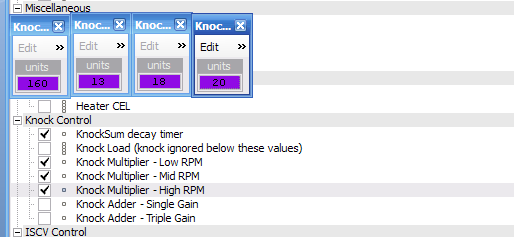 Miscellaneous
Knoc... Knoc... Knoc... Knoc...
Edit » Edit » Edit » Edit »
units units units units
160 13 18 20
Heater CEL
Knock Control
KnockSum decay timer
Knock Load (knock ignored below these values)
Knock Multiplier - Low RPM
Knock Multiplier - Mid RPM
Knock Multiplier - High RPM
Knock Adder - Single Gain
Knock Adder - Triple Gain
ISCV Control